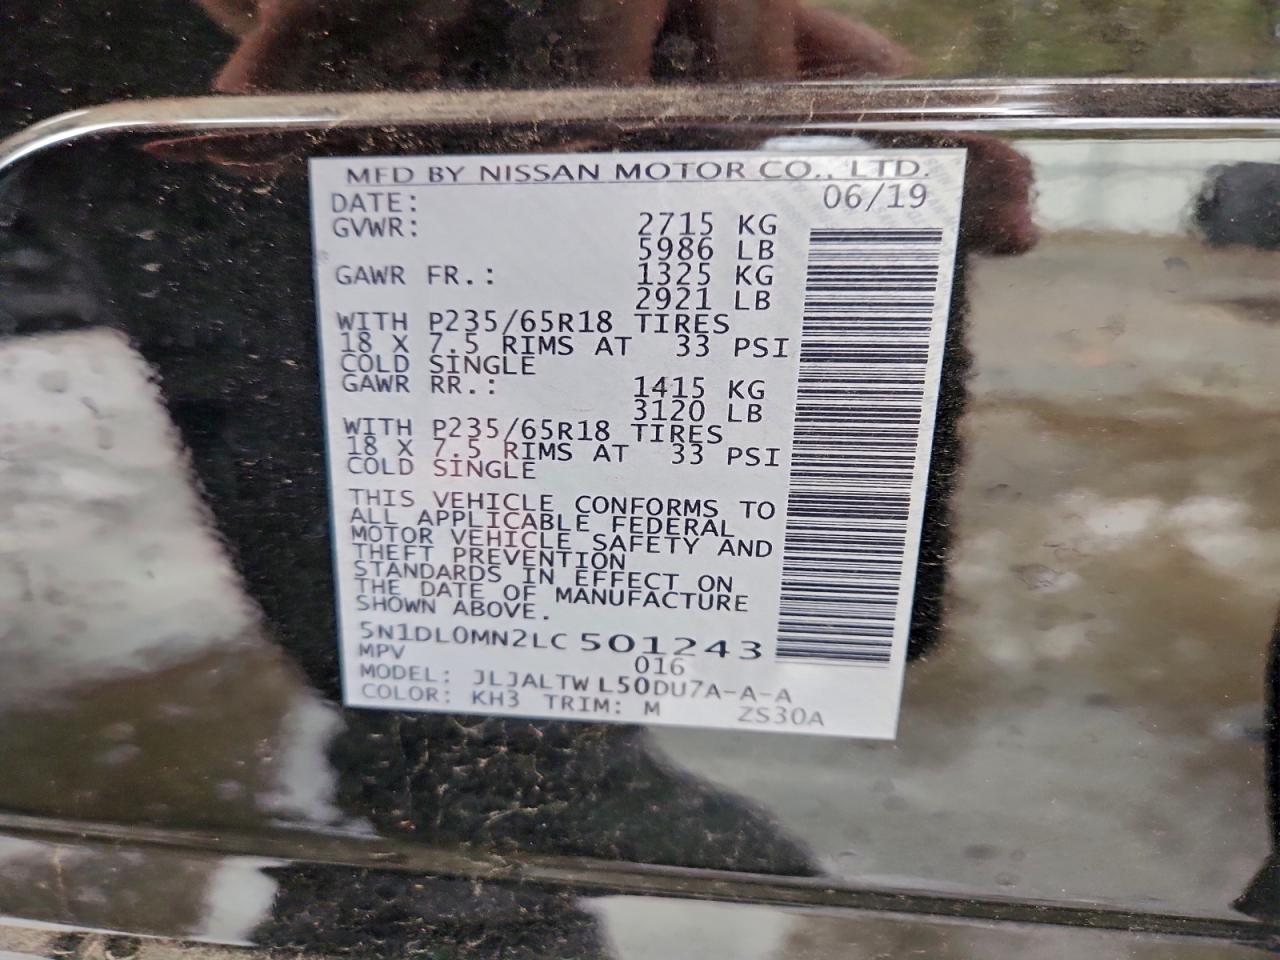 MFD BY NISSAN MOTOR CO., LTD.
DATE: 06/19
GVWR: 2715 KG
5986 LB
GAWR FR.: 1325 KG
2921 LB
WITH P235/65R18 TIRES
18 X 7.5 RIMS AT 33 PSI
COLD SINGLE
GAWR RR.: 1415 KG
3120 LB
WITH P235/65R18 TIRES
18 X 7.5 RIMS AT 33 PSI
COLD SINGLE
THIS VEHICLE CONFORMS TO
ALL APPLICABLE FEDERAL
MOTOR VEHICLE SAFETY AND
THEFT PREVENTION
STANDARDS IN EFFECT ON
THE DATE OF MANUFACTURE
SHOWN ABOVE.
5N1DL0MN2LC 501243
MPV 016
MODEL: JLJALTW L50DU7A-A-A
COLOR: KH3 TRIM: M ZS30A